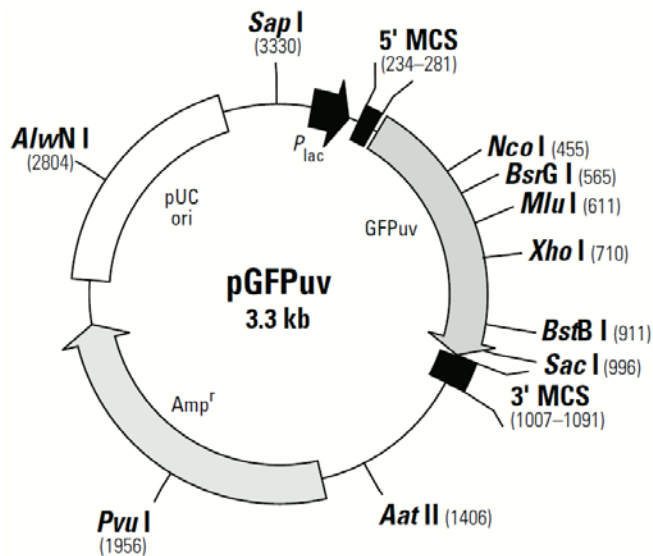 Sap I
(3330)
5' MCS
(234–281)
AlwN I
(2804)
Plac
Nco I (455)
BsrG I (565)
Mlu I (611)
pUC
ori
GFPuv
Xho I (710)
pGFPuv
3.3 kb
BstB I (911)
Sac I (996)
3' MCS
(1007–1091)
Ampr
Pvu I
(1956)
Aat II (1406)